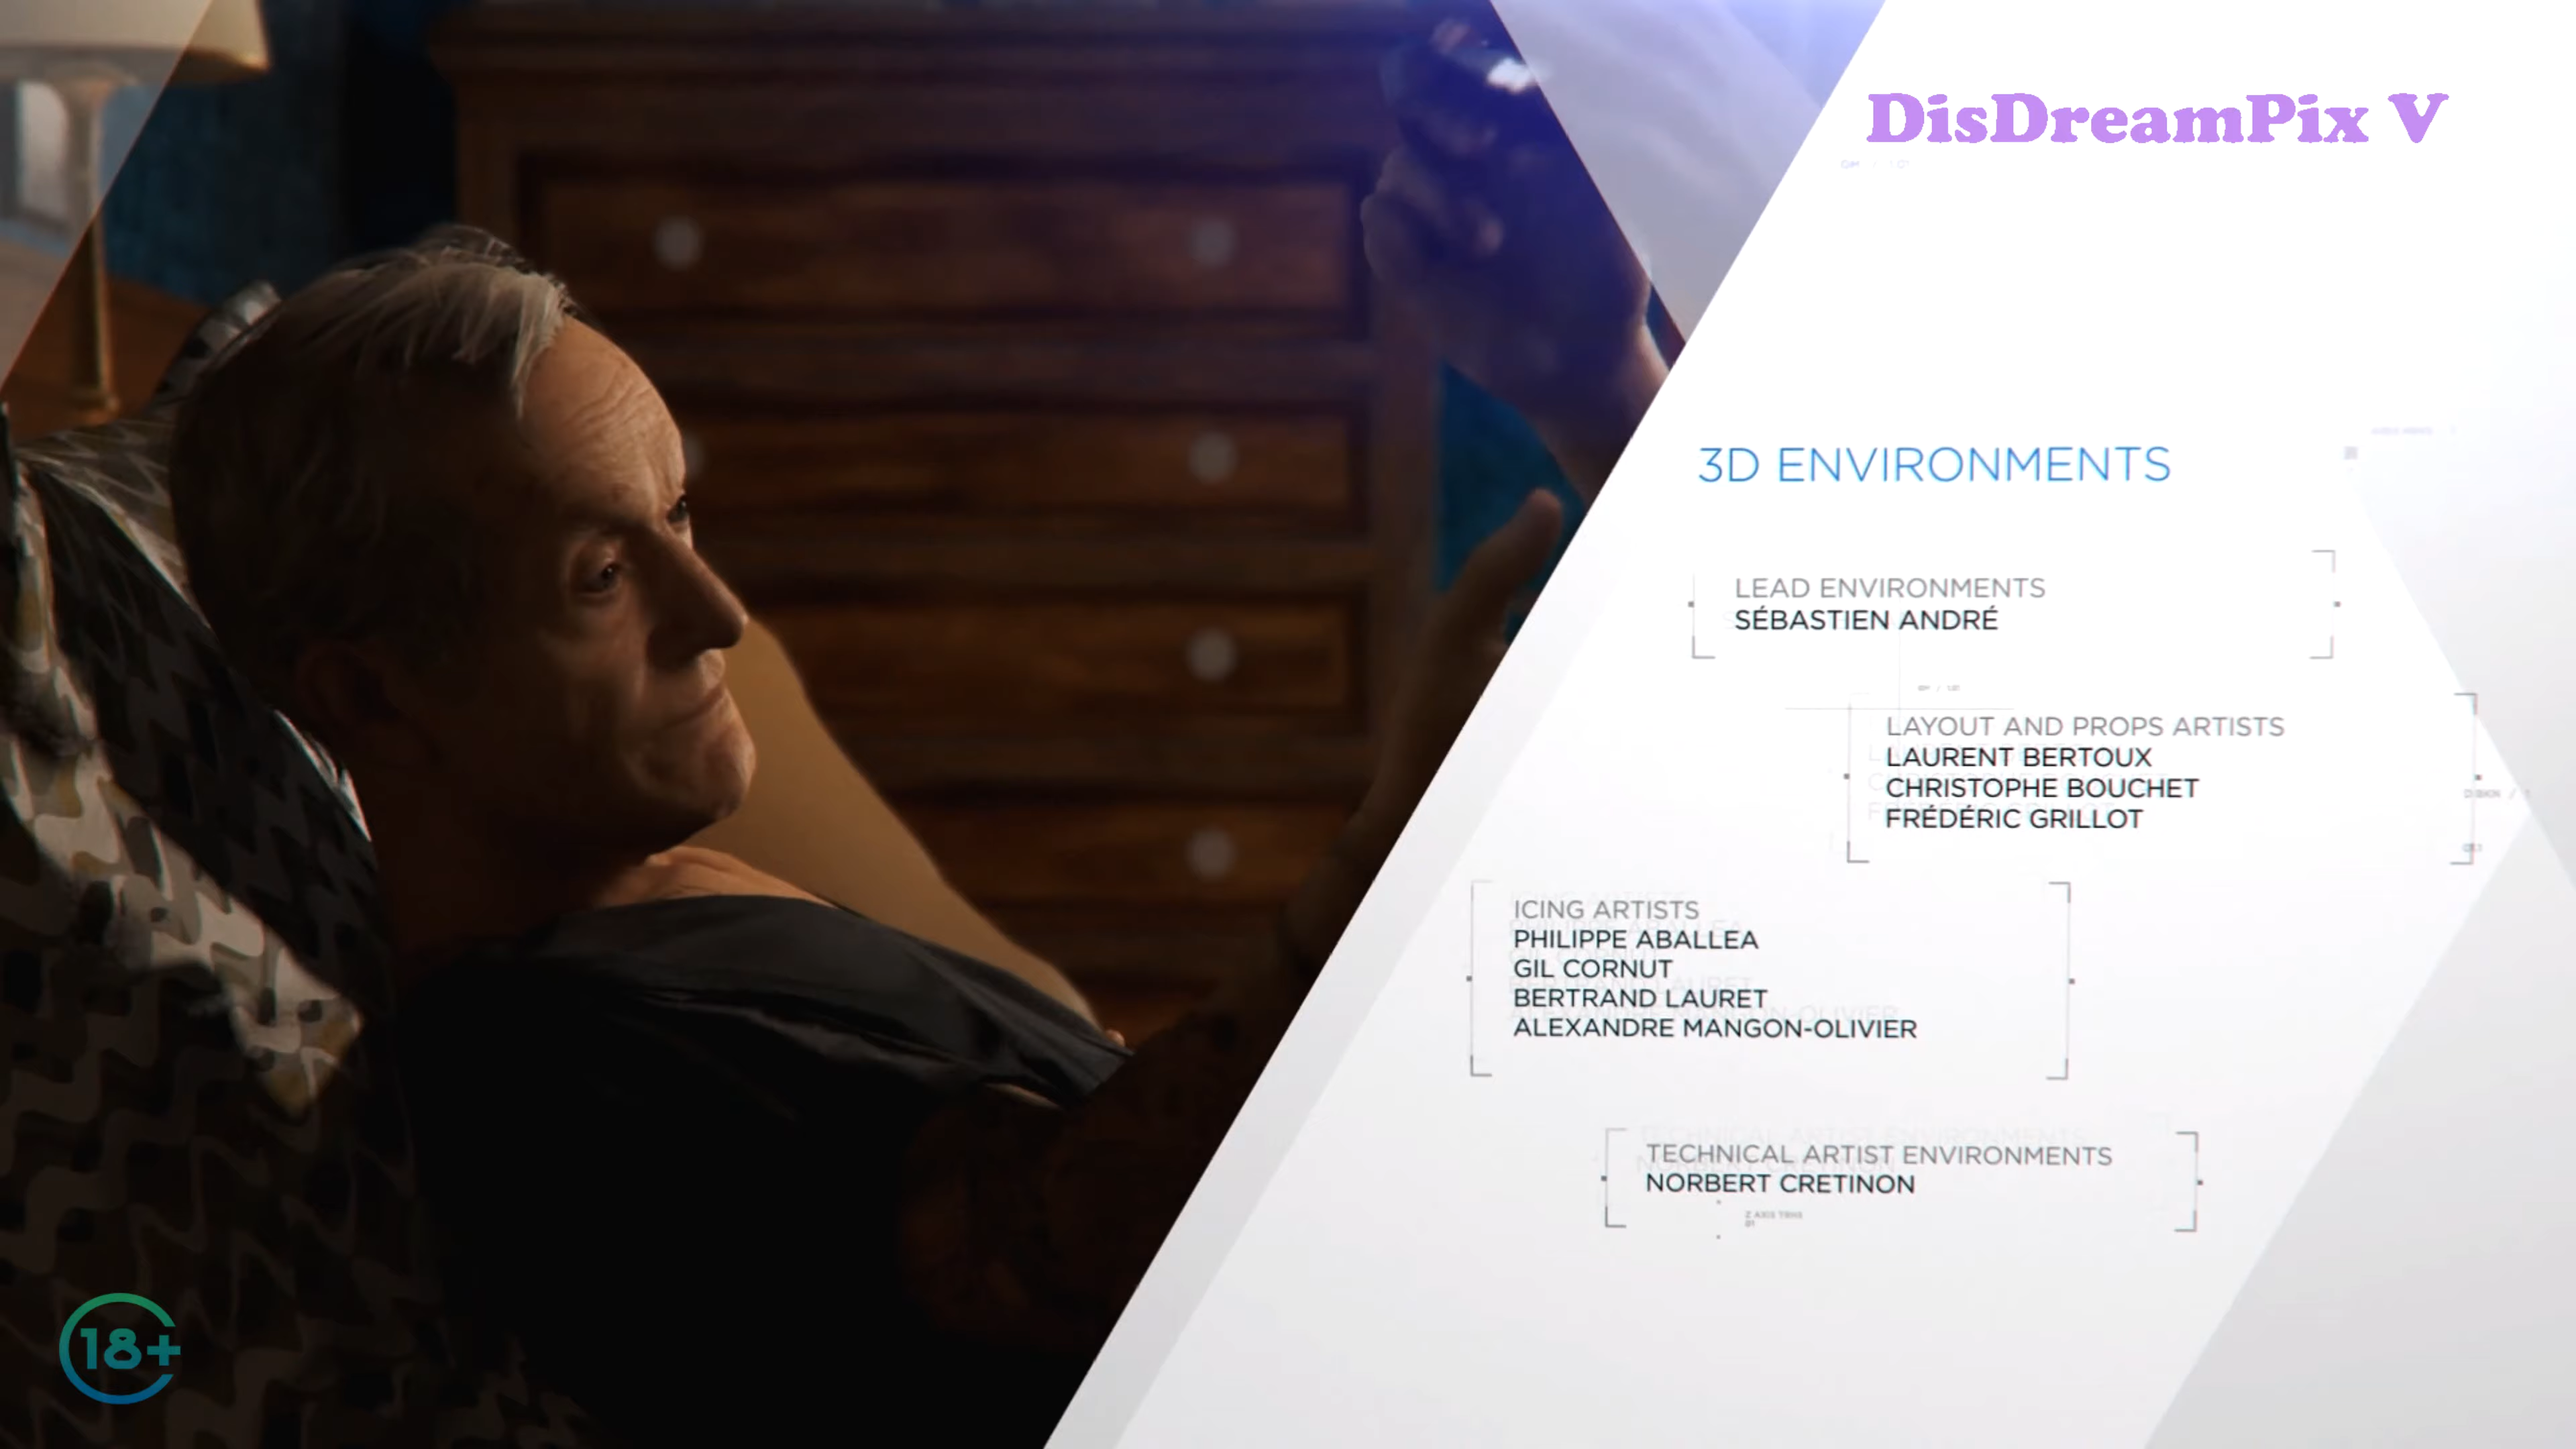 DisDreamPix V
3D ENVIRONMENTS
LEAD ENVIRONMENTS
SÉBASTIEN ANDRÉ
LAYOUT AND PROPS ARTISTS
LAURENT BERTOUX
CHRISTOPHE BOUCHET
FRÉDÉRIC GRILLOT
ICING ARTISTS
PHILIPPE ABALLEA
GIL CORNUT
BERTRAND LAURET
ALEXANDRE MANGON-OLIVIER
TECHNICAL ARTIST ENVIRONMENTS
NORBERT CRETINON
18+